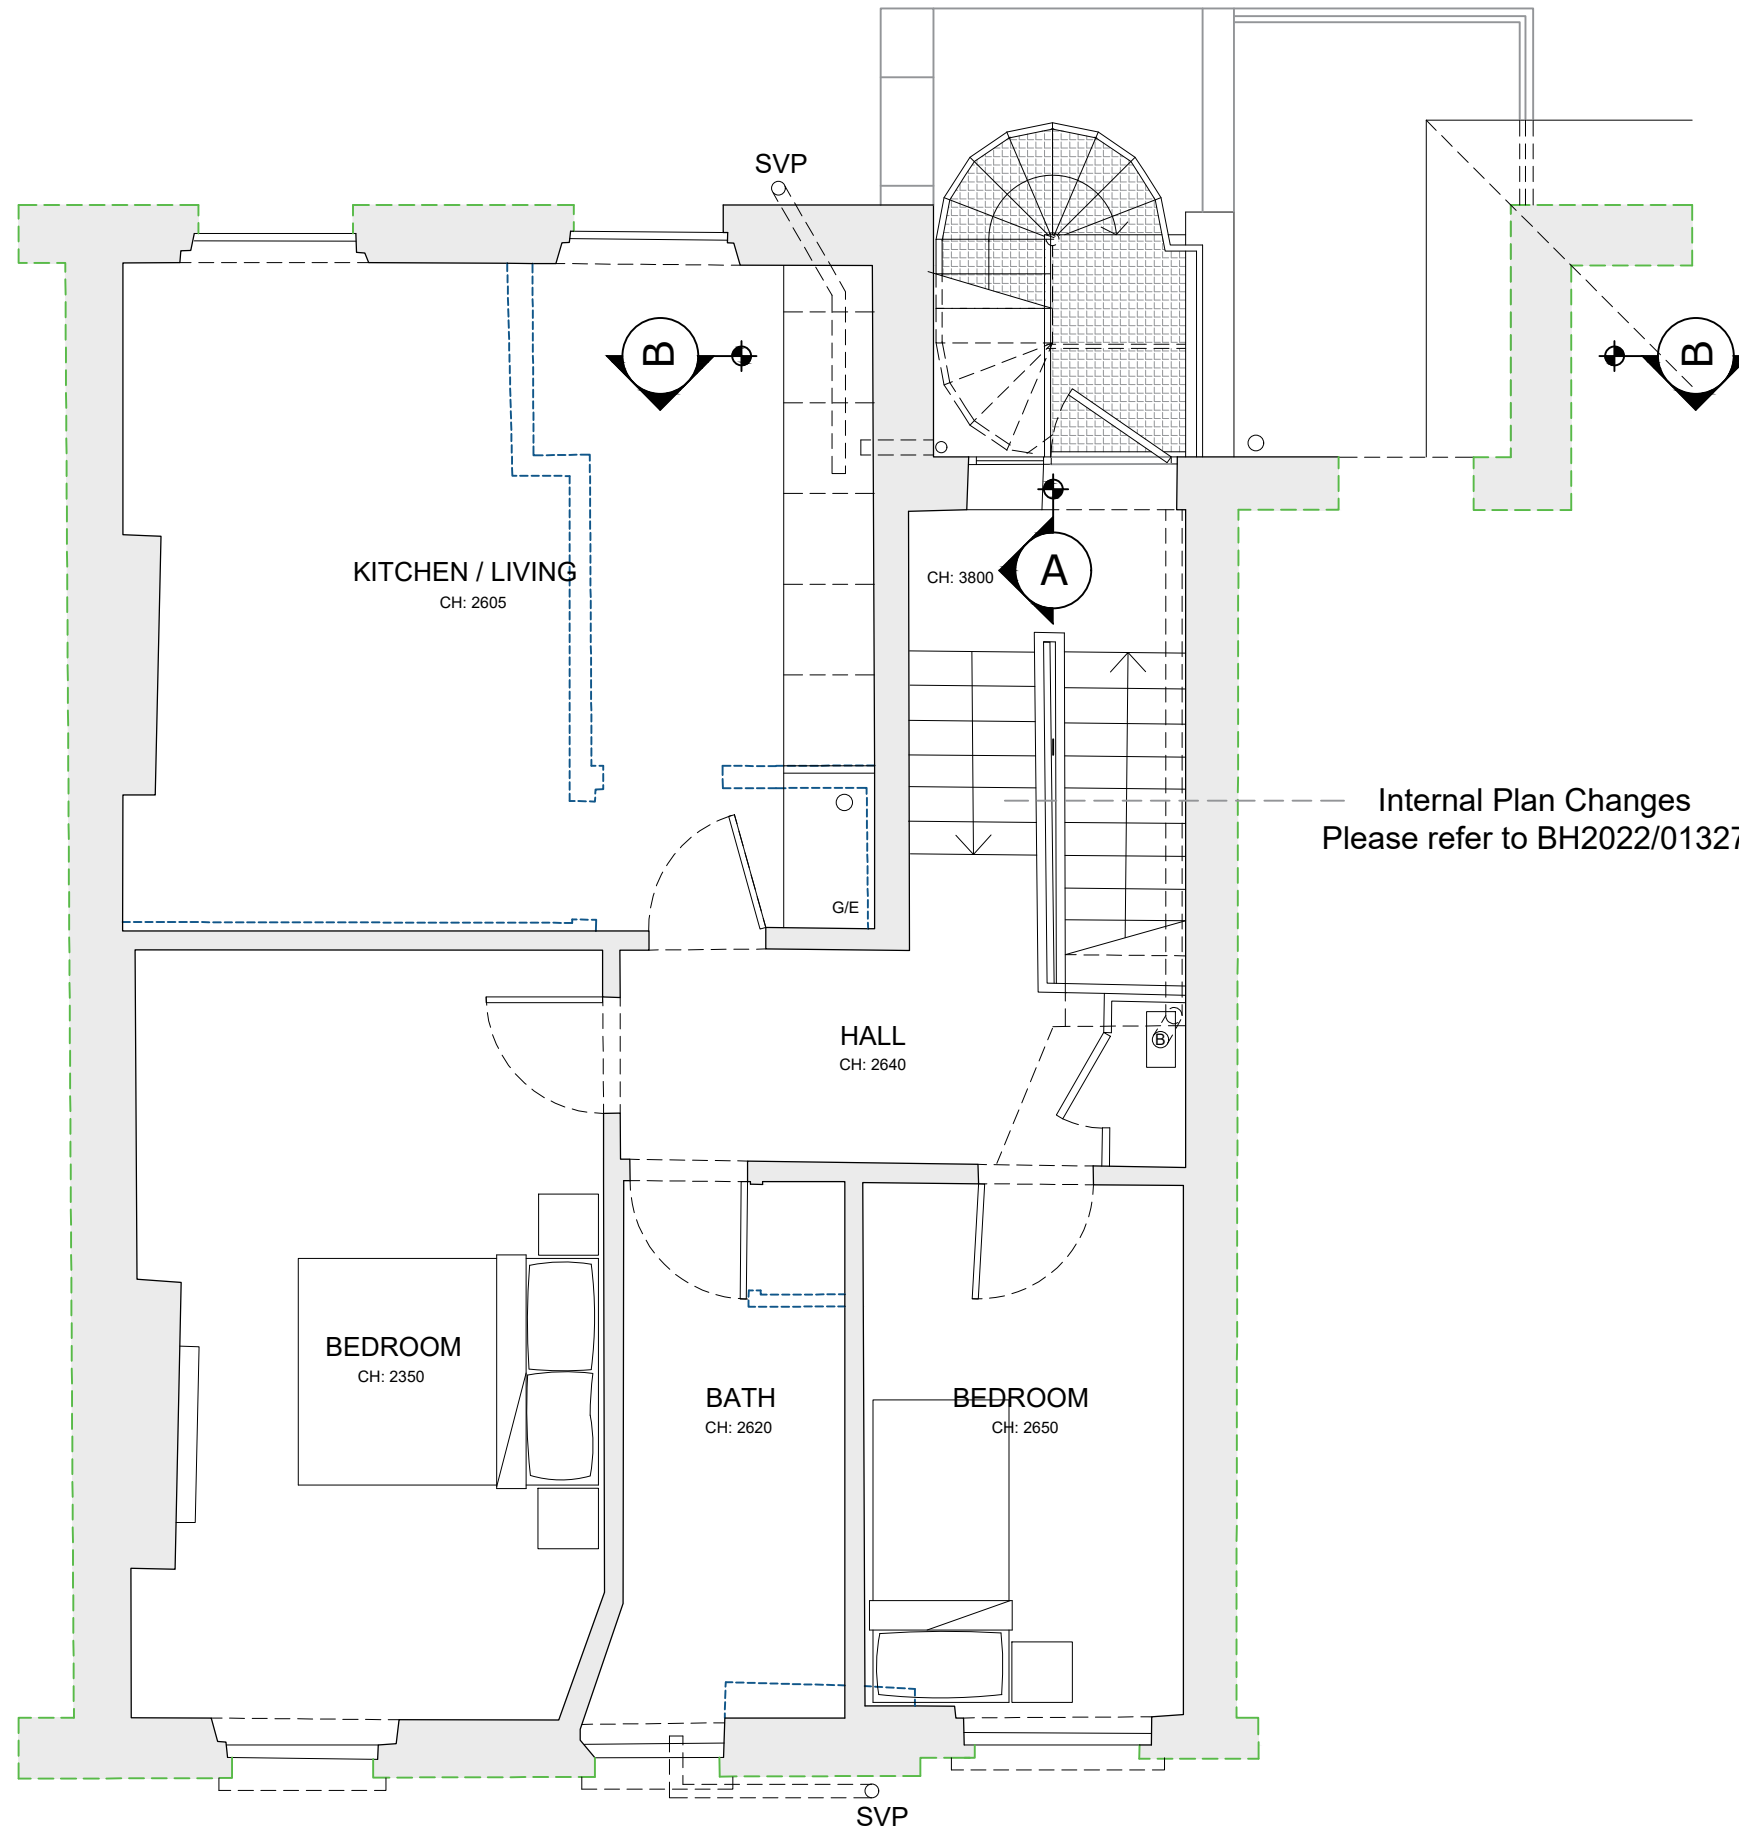 SVP
B
B
KITCHEN / LIVING
CH: 2605
CH: 3800
A
Internal Plan Changes
Please refer to BH2022/01327
G/E
HALL
CH: 2640
B
BEDROOM
CH: 2350
BATH
CH: 2620
BEDROOM
CH: 2650
SVP